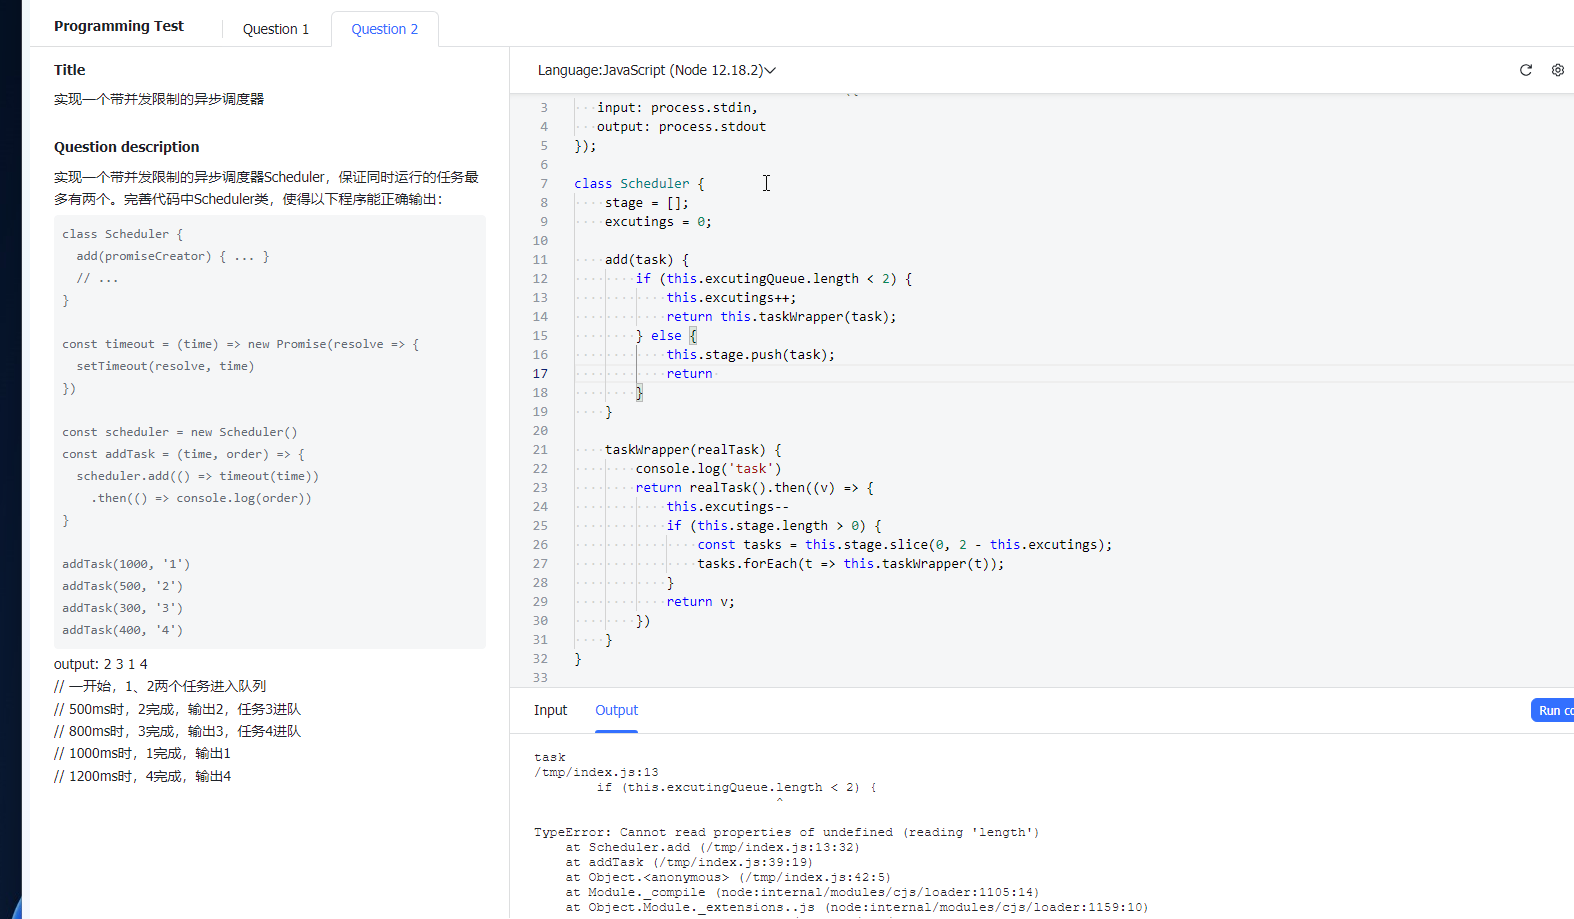 Programming Test
Question 1
Question 2
Title
实现一个带并发限制的异步调度器
Question description
实现一个带并发限制的异步调度器Scheduler，保证同时运行的任务最
多有两个。完善代码中Scheduler类，使得以下程序能正确输出：
class Scheduler {
  add(promiseCreator) { ... }
  // ...
}

const timeout = (time) => new Promise(resolve => {
  setTimeout(resolve, time)
})

const scheduler = new Scheduler()
const addTask = (time, order) => {
  scheduler.add(() => timeout(time))
    .then(() => console.log(order))
}

addTask(1000, '1')
addTask(500, '2')
addTask(300, '3')
addTask(400, '4')
output: 2 3 1 4
// 一开始，1、2两个任务进入队列
// 500ms时，2完成，输出2，任务3进队
// 800ms时，3完成，输出3，任务4进队
// 1000ms时，1完成，输出1
// 1200ms时，4完成，输出4
Language:JavaScript (Node 12.18.2)
3    input: process.stdin,
4    output: process.stdout
5 });
6
7 class Scheduler {
8     stage = [];
9     excutings = 0;
10
11     add(task) {
12         if (this.excutingQueue.length < 2) {
13             this.excutings++;
14             return this.taskWrapper(task);
15         } else {
16             this.stage.push(task);
17             return
18         }
19     }
20
21     taskWrapper(realTask) {
22         console.log('task')
23         return realTask().then((v) => {
24             this.excutings--
25             if (this.stage.length > 0) {
26                 const tasks = this.stage.slice(0, 2 - this.excutings);
27                 tasks.forEach(t => this.taskWrapper(t));
28             }
29             return v;
30         })
31     }
32 }
33
Input
Output
Run co
task
/tmp/index.js:13
        if (this.excutingQueue.length < 2) {
                               ^

TypeError: Cannot read properties of undefined (reading 'length')
    at Scheduler.add (/tmp/index.js:13:32)
    at addTask (/tmp/index.js:39:19)
    at Object.<anonymous> (/tmp/index.js:42:5)
    at Module._compile (node:internal/modules/cjs/loader:1105:14)
    at Object.Module._extensions..js (node:internal/modules/cjs/loader:1159:10)